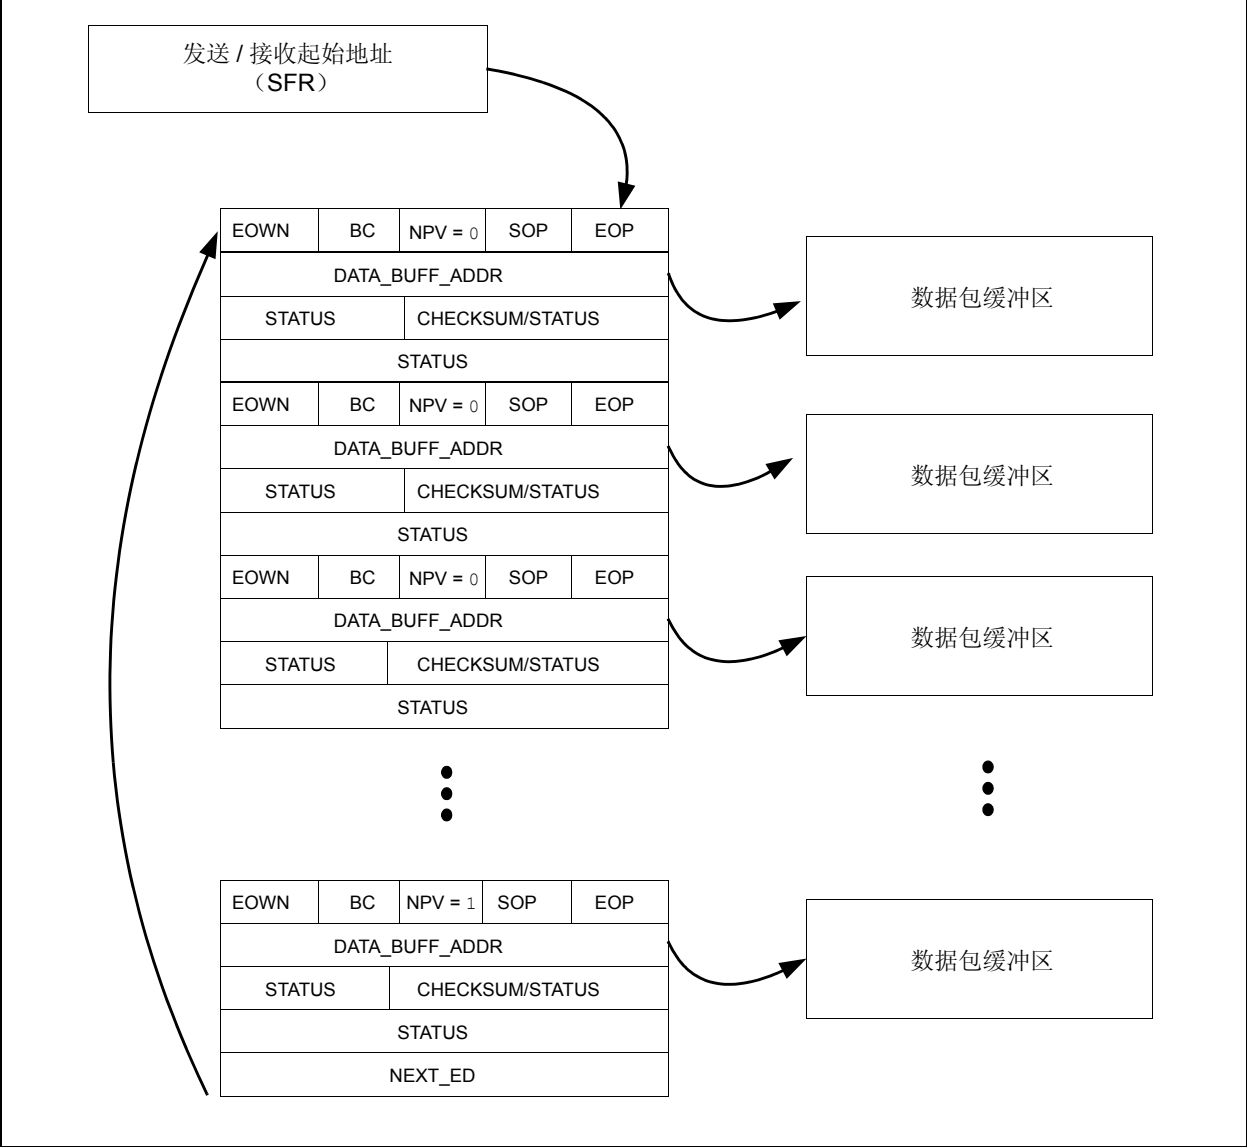 发送 / 接收起始地址
（SFR）
EOWN BC NPV = 0 SOP EOP
DATA_BUFF_ADDR
数据包缓冲区
STATUS CHECKSUM/STATUS
STATUS
EOWN BC NPV = 0 SOP EOP
DATA_BUFF_ADDR
数据包缓冲区
STATUS CHECKSUM/STATUS
STATUS
EOWN BC NPV = 0 SOP EOP
DATA_BUFF_ADDR
数据包缓冲区
STATUS CHECKSUM/STATUS
STATUS
EOWN BC NPV = 1 SOP EOP
DATA_BUFF_ADDR
数据包缓冲区
STATUS CHECKSUM/STATUS
STATUS
NEXT_ED